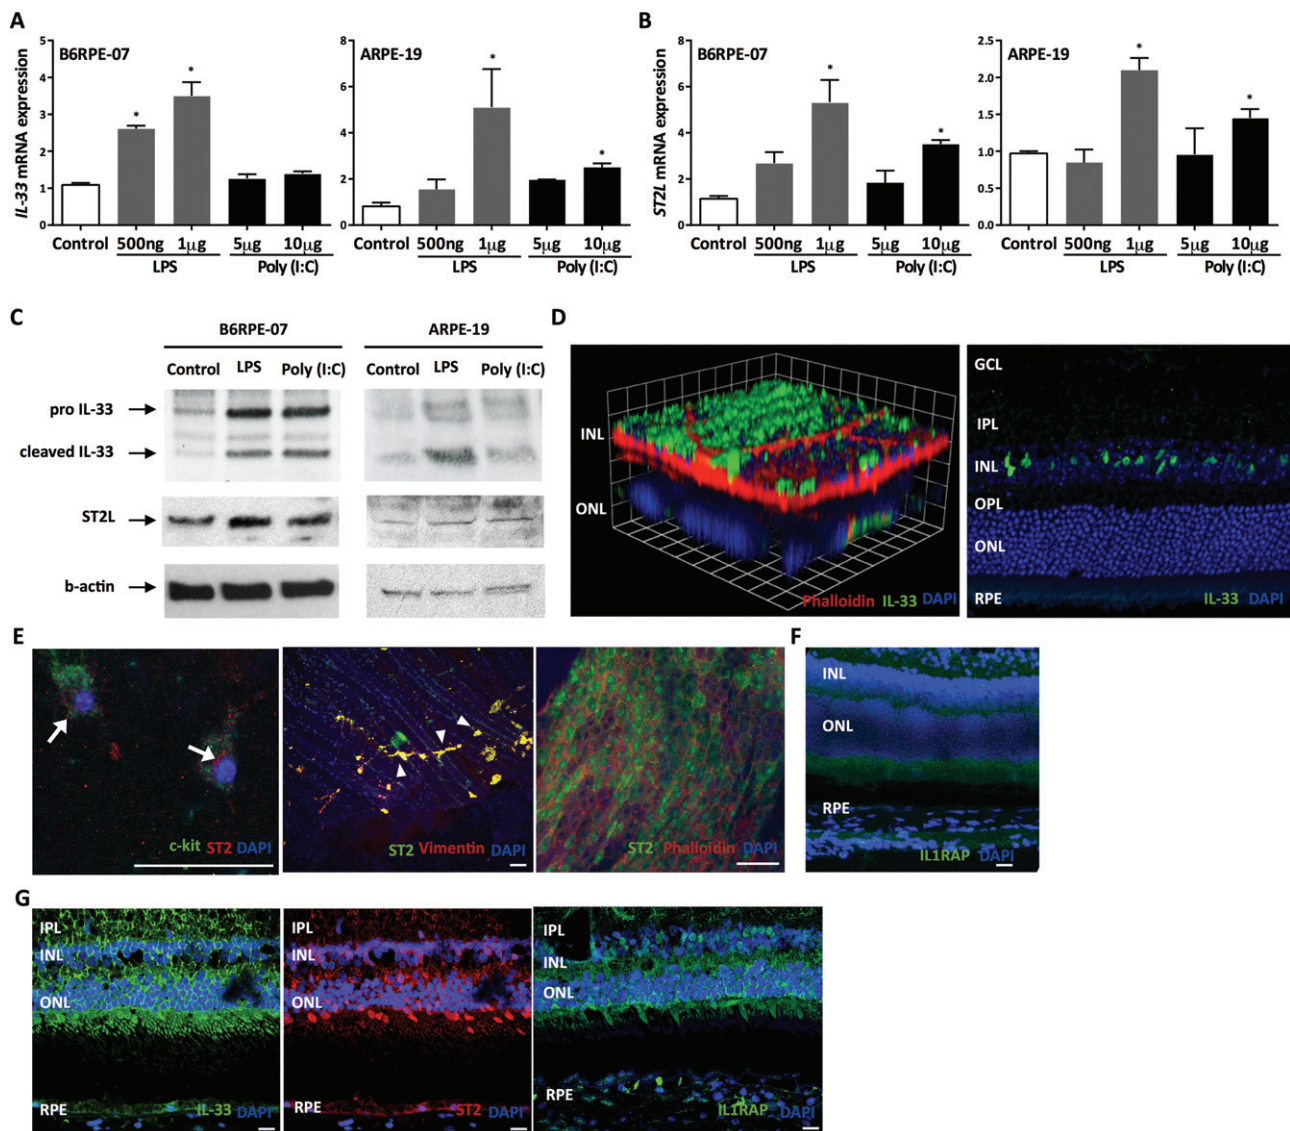 A
B
B6RPE-07
ARPE-19
B6RPE-07
ARPE-19
IL-33 mRNA expression
5
4
3
2
1
0
*
*
8
6
4
2
0
*
*
ST2L mRNA expression
8
6
4
2
0
*
*
2.5
2.0
1.5
1.0
0.5
0.0
*
*
Control 500ng 1µg 5µg 10µg
LPS Poly (I:C)
Control 500ng 1µg 5µg 10µg
LPS Poly (I:C)
Control 500ng 1µg 5µg 10µg
LPS Poly (I:C)
Control 500ng 1µg 5µg 10µg
LPS Poly (I:C)
C
B6RPE-07 ARPE-19
Control LPS Poly (I:C) Control LPS Poly (I:C)
pro IL-33
cleaved IL-33
ST2L
b-actin
D
INL
ONL
Phalloidin IL-33 DAPI
GCL
IPL
INL
OPL
ONL
RPE
IL-33 DAPI
E
c-kit ST2 DAPI
ST2 Vimentin DAPI
ST2 Phalloidin DAPI
F
INL
ONL
RPE
IL1RAP DAPI
G
IPL
INL
ONL
RPE
IL-33 DAPI
IPL
INL
ONL
RPE
ST2 DAPI
IPL
INL
ONL
RPE
IL1RAP DAPI